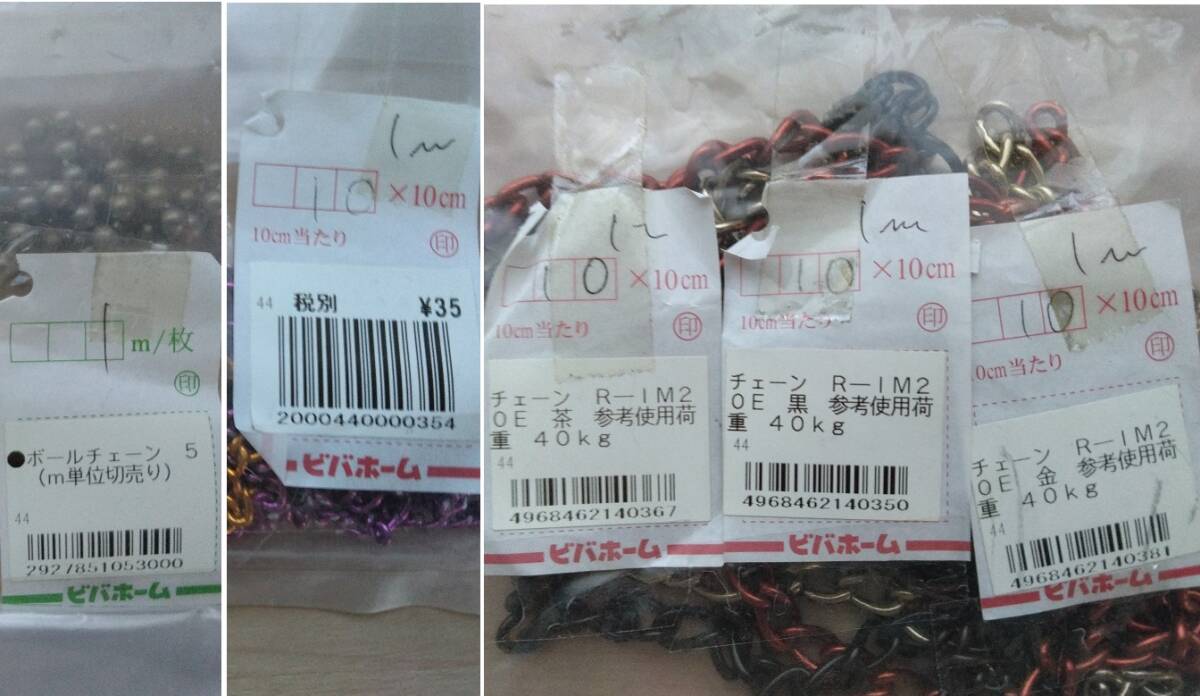 1
m/枚
印
●ボールチェーン 5
(m単位切売り)
44
2927851053000
ビバホーム
1m
10
×10cm
10cm当たり
印
44 税別 ¥35
2000440000354
ビバホーム
1m
10
×10cm
10cm当たり
印
チェーン R-IM2
0E 茶 参考使用荷
重 40kg
44
4968462140367
ビバホーム
1m
10
×10cm
10cm当たり
印
チェーン R-IM2
0E 黒 参考使用荷
重 40kg
44
4968462140350
ビバホーム
1m
10
×10cm
0cm当たり
印
チェーン R-IM2
0E 金 参考使用荷
重 40kg
44
4968462140381
ビバホーム